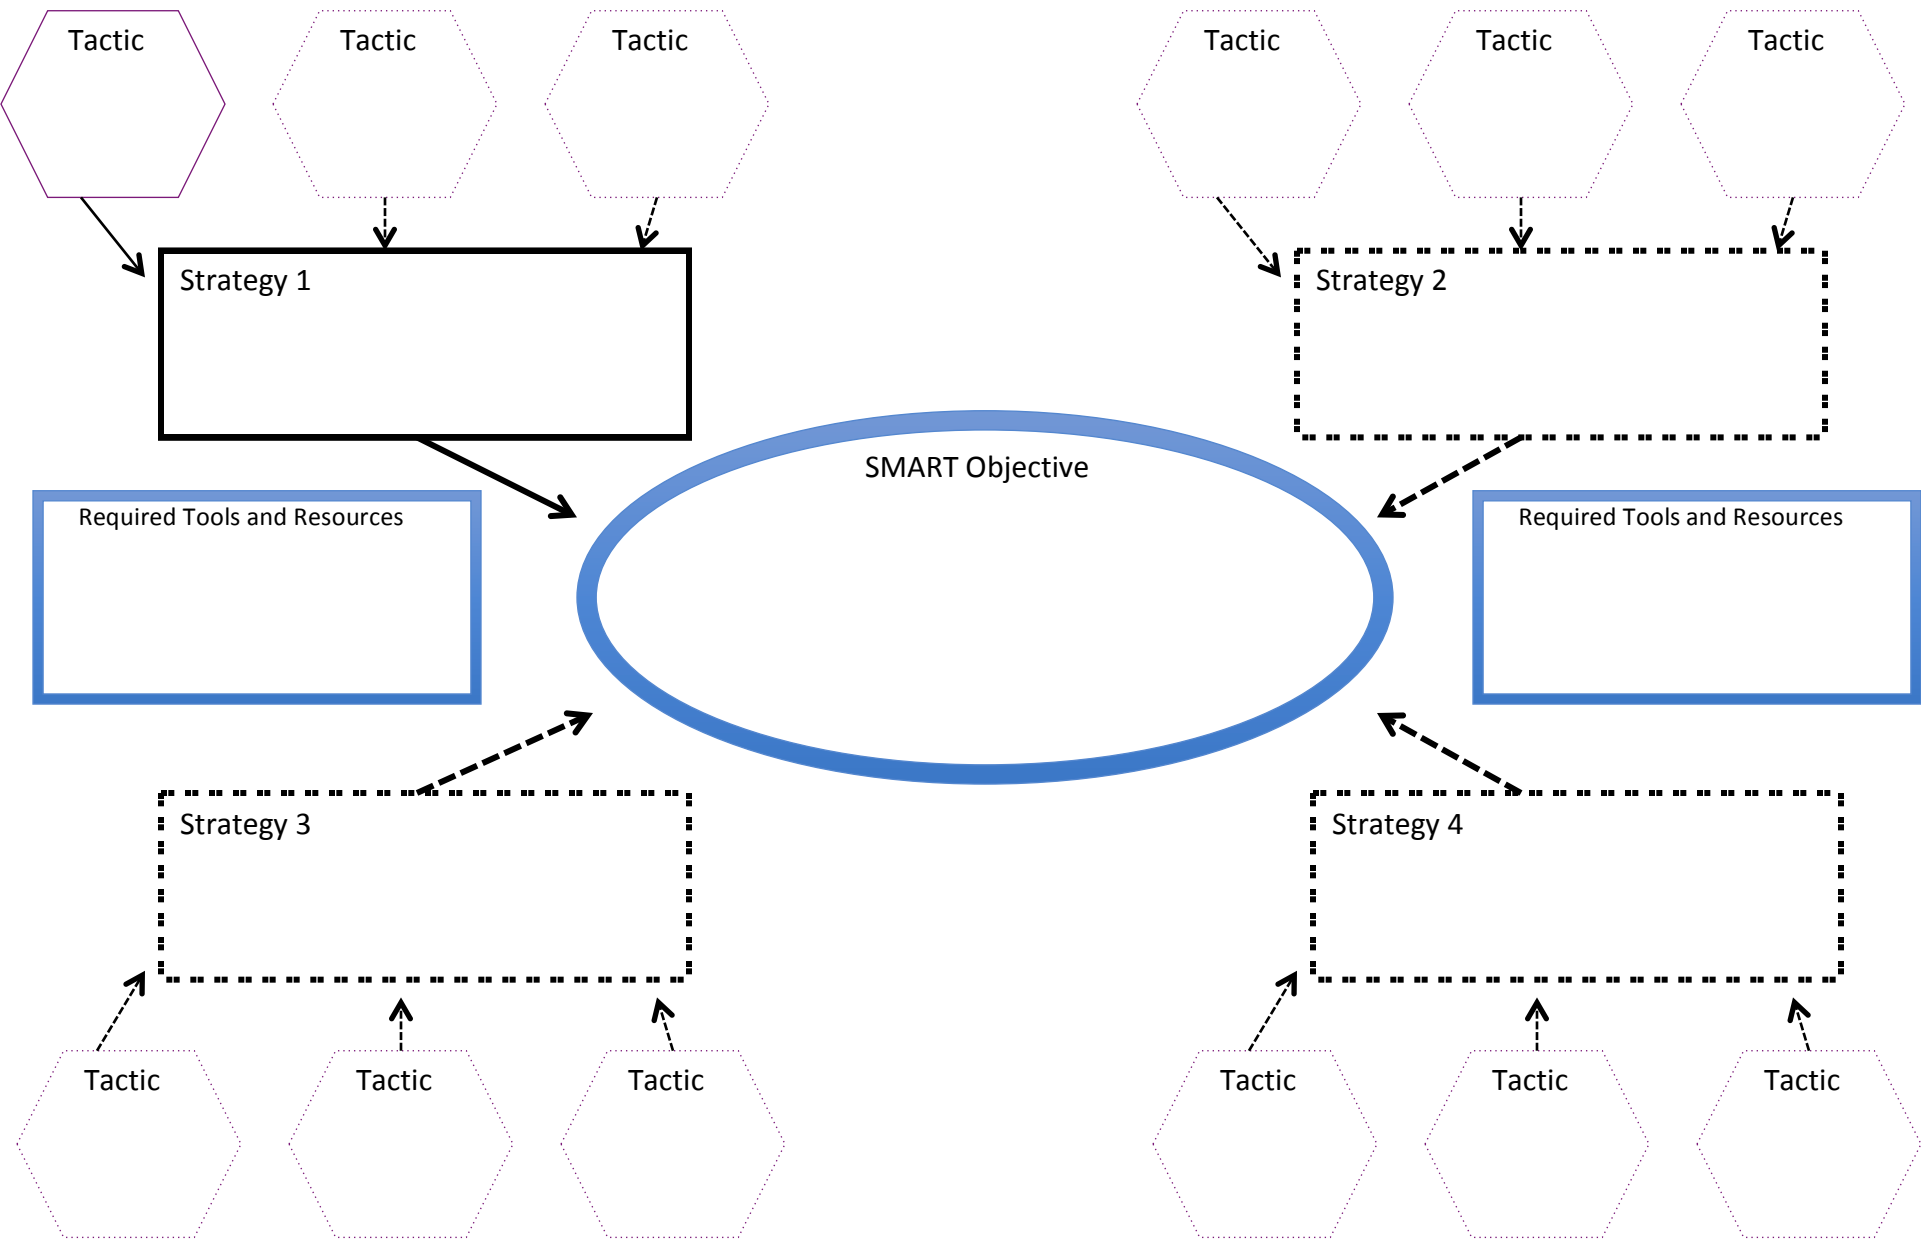 Tactic
Tactic
Tactic
Tactic
Tactic
Tactic
Strategy 1
Strategy 2
SMART Objective
Required Tools and Resources
Required Tools and Resources
Strategy 3
Strategy 4
Tactic
Tactic
Tactic
Tactic
Tactic
Tactic